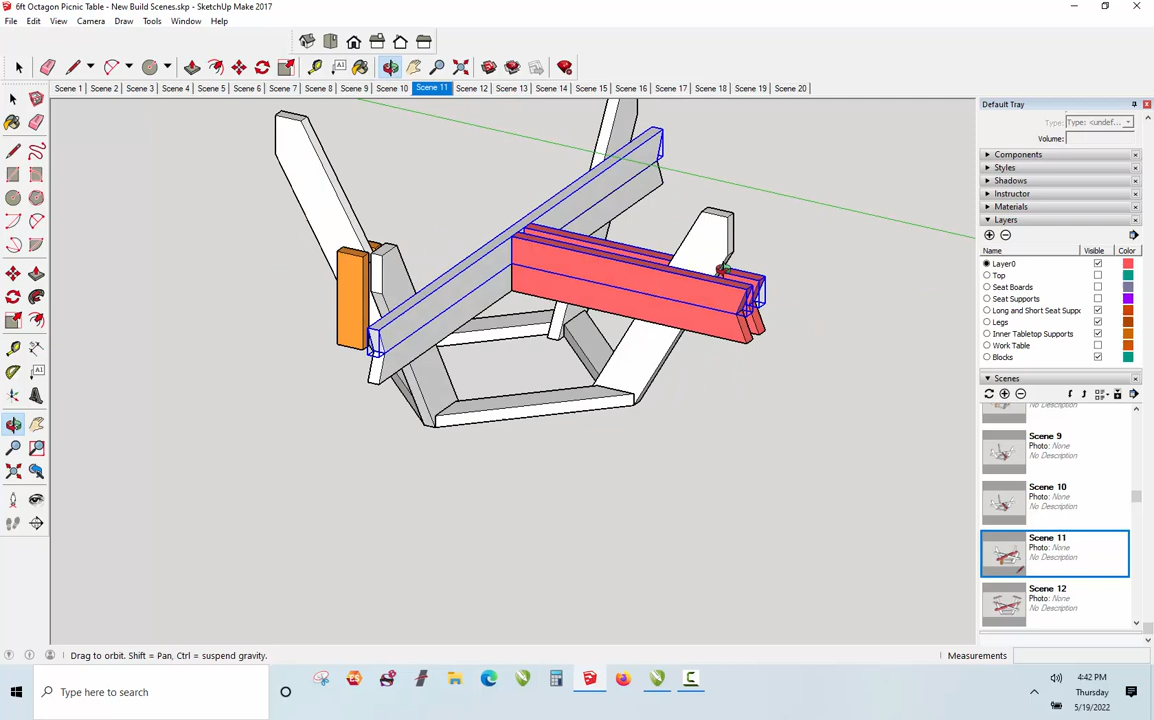 6ft Octagon Picnic Table - New Build Scenes.skp - SketchUp Make 2017
File Edit View Camera Draw Tools Window Help
Scene 1 Scene 2 Scene 3 Scene 4 Scene 5 Scene 6 Scene 7 Scene 8 Scene 9 Scene 10 Scene 11 Scene 12 Scene 13 Scene 14 Scene 15 Scene 16 Scene 17 Scene 18 Scene 19 Scene 20
Default Tray
Type: Type: <undef...
Volume:
Components
Styles
Shadows
Instructor
Materials
Layers
Name Visible Color
Layer0
Top
Seat Boards
Seat Supports
Long and Short Seat Suppo
Legs
Inner Tabletop Supports
Work Table
Blocks
Scenes
No Description
Scene 9
Photo: None
No Description
Scene 10
Photo: None
No Description
Scene 11
Photo: None
No Description
Scene 12
Photo: None
No Description
Drag to orbit. Shift = Pan, Ctrl = suspend gravity.
Measurements
Type here to search
4:42 PM
Thursday
5/19/2022